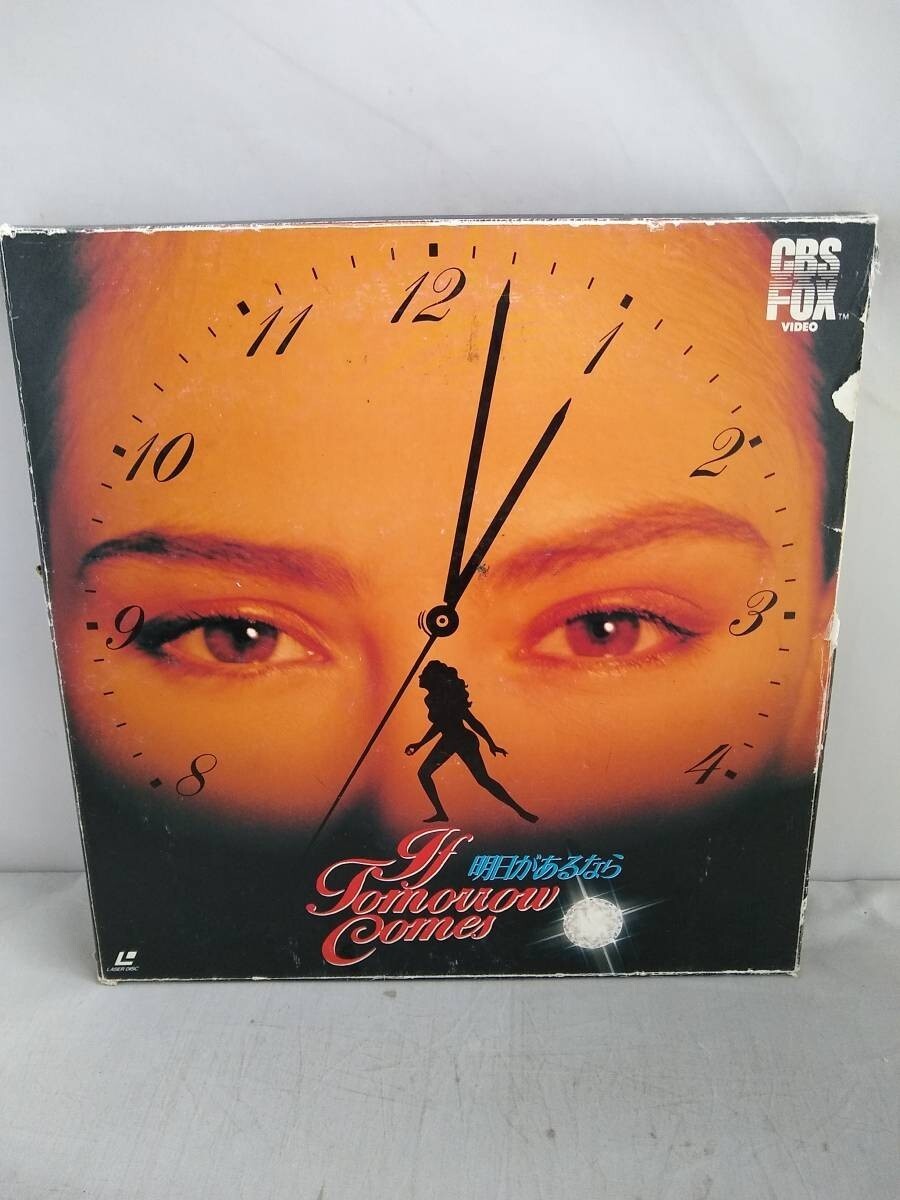 CBS
FOX
TM
VIDEO
12
11
1
10
2
9
3
8
4
If
Tomorrow
Comes
明日があるなら
LASER DISC